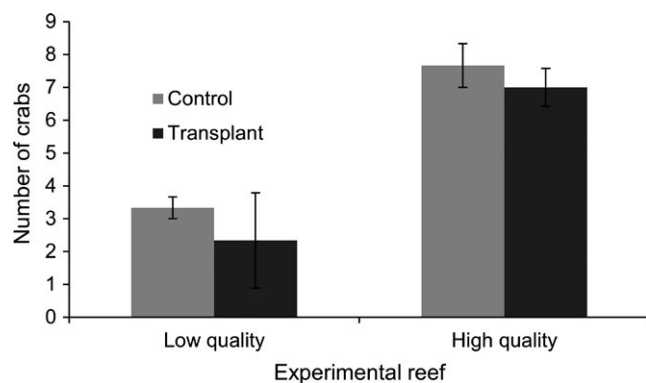 9
8
7
6
5
4
3
2
1
0
Number of crabs
Control
Transplant
Low quality
High quality
Experimental reef